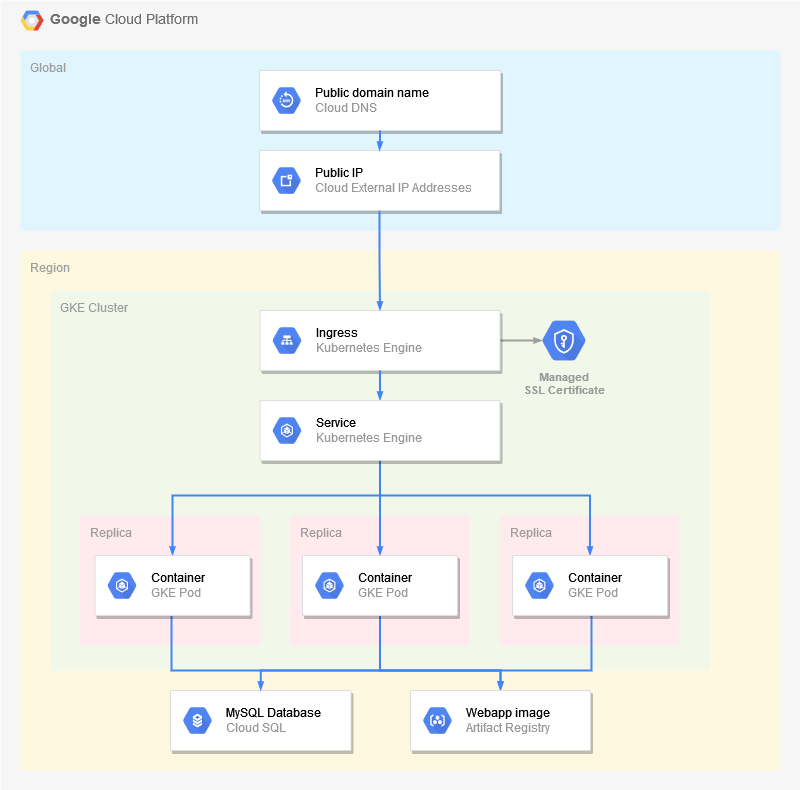 Google Cloud Platform
Global
Public domain name
Cloud DNS
Public IP
Cloud External IP Addresses
Region
GKE Cluster
Ingress
Kubernetes Engine
Managed
SSL Certificate
Service
Kubernetes Engine
Replica
Replica
Replica
Container
GKE Pod
Container
GKE Pod
Container
GKE Pod
MySQL Database
Cloud SQL
Webapp image
Artifact Registry